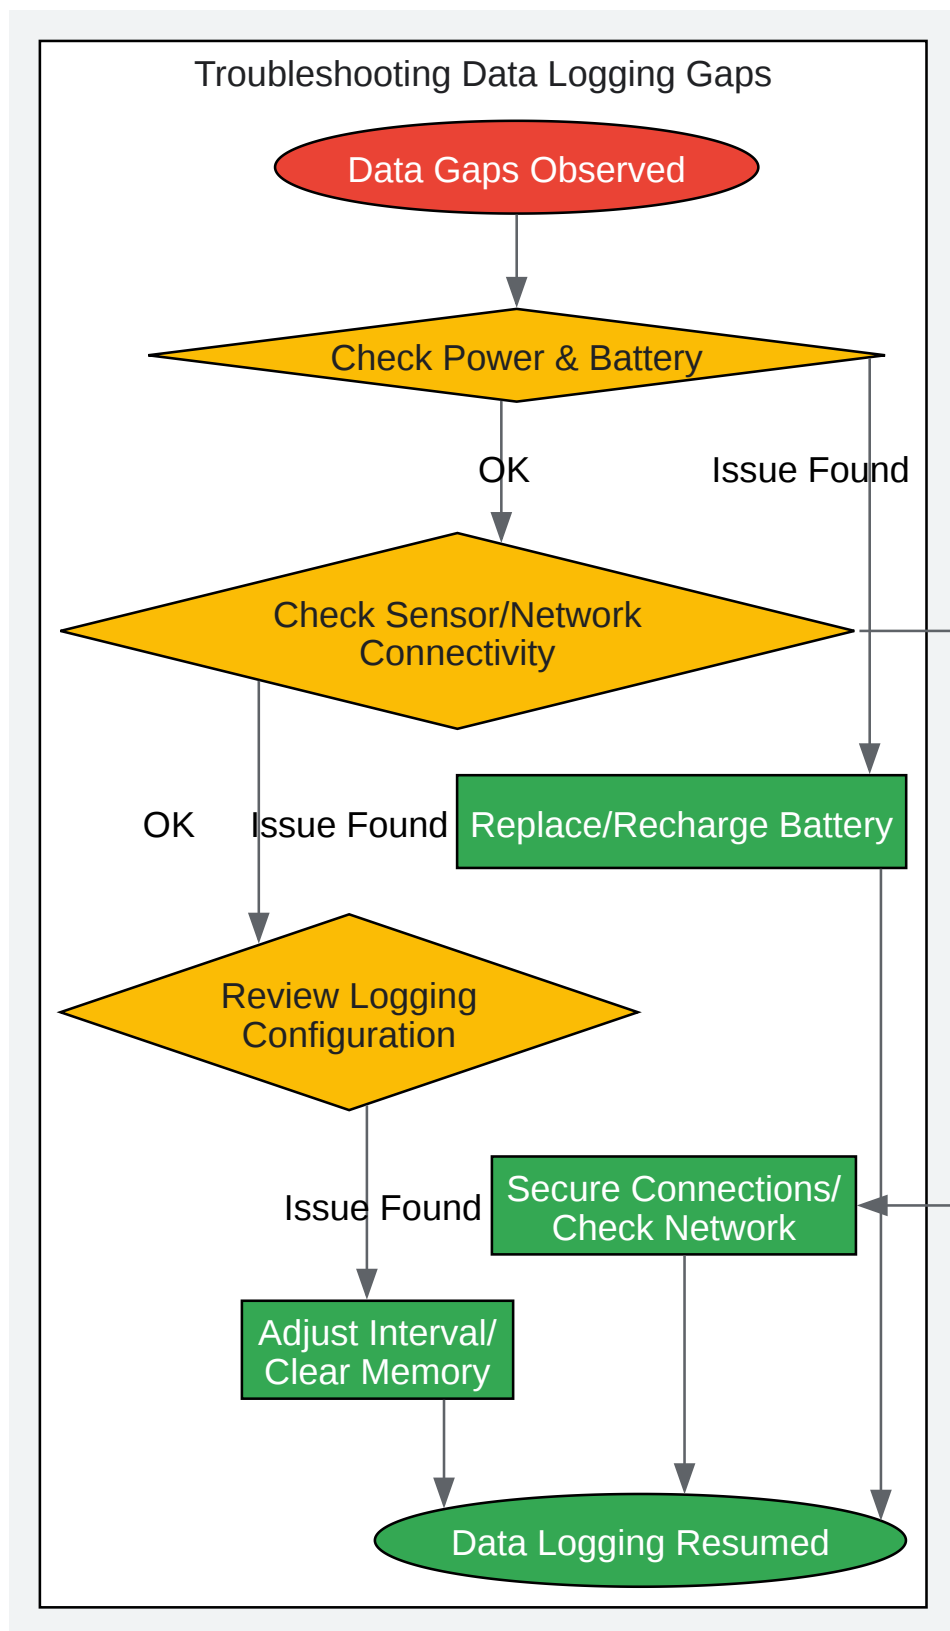 Troubleshooting Data Logging Gaps
Data Gaps Observed
Check Power & Battery
OK
Issue Found
Check Sensor/Network
Connectivity
OK
Issue Found
Replace/Recharge Battery
Review Logging
Configuration
Issue Found
Secure Connections/
Check Network
Adjust Interval/
Clear Memory
Data Logging Resumed